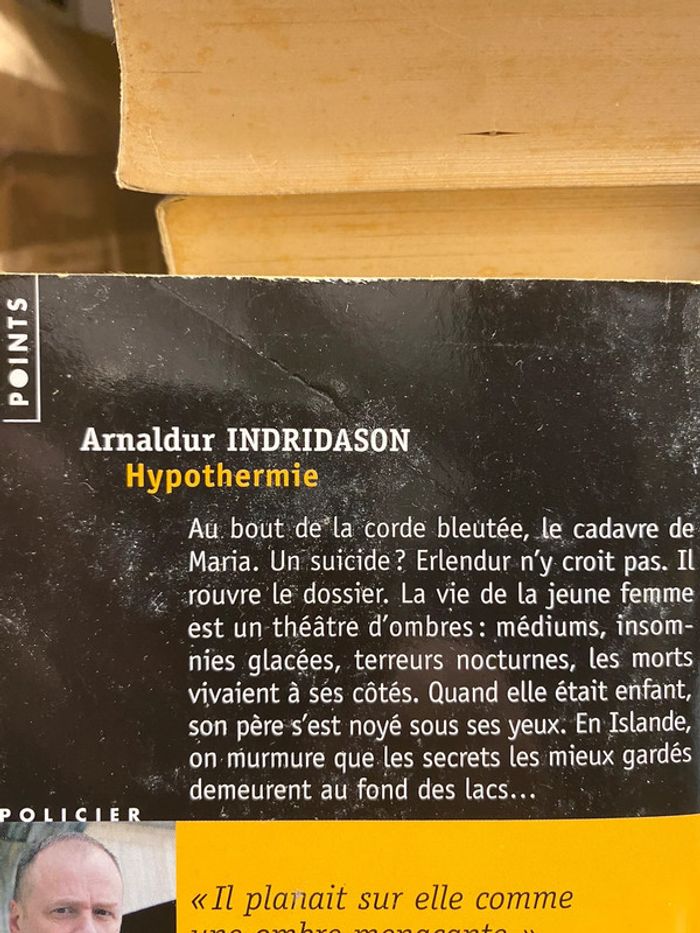 POINTS
Arnaldur INDRIDASON
Hypothermie
Au bout de la corde bleutée, le cadavre de
Maria. Un suicide ? Erlendur n'y croit pas. Il
rouvre le dossier. La vie de la jeune femme
est un théâtre d'ombres : médiums, insom-
nies glacées, terreurs nocturnes, les morts
vivaient à ses côtés. Quand elle était enfant,
son père s'est noyé sous ses yeux. En Islande,
on murmure que les secrets les mieux gardés
demeurent au fond des lacs...
POLICIER
« Il planait sur elle comme
une ombre menaçante »